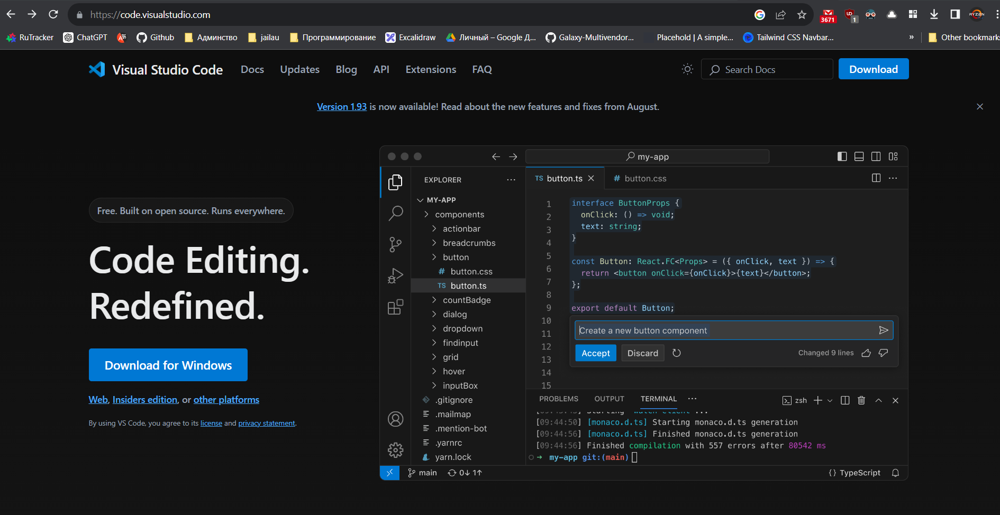 https://code.visualstudio.com
3671
1
RYZEN
RuTracker
ChatGPT
Github
Админство
jailau
Программирование
Excalidraw
Личный – Google Д...
Galaxy-Multivendor...
Placehold | A simple...
Tailwind CSS Navbar...
»
Other bookmarks
Visual Studio Code
Docs
Updates
Blog
API
Extensions
FAQ
Search Docs
Download
Version 1.93 is now available! Read about the new features and fixes from August.
Free. Built on open source. Runs everywhere.
Code Editing.
Redefined.
Download for Windows
Web, Insiders edition, or other platforms
By using VS Code, you agree to its license and privacy statement.
my-app
EXPLORER
MY-APP
components
actionbar
breadcrumbs
button
# button.css
TS button.ts
countBadge
dialog
dropdown
findinput
grid
hover
inputBox
.gitignore
.mailmap
.mention-bot
.yarnrc
yarn.lock
TS button.ts
# button.css
1
2
3
4
5
6
7
8
9
10
11
12
13
14
15
interface ButtonProps {
onClick: () => void;
text: string;
}
const Button: React.FC<Props> = ({ onClick, text }) => {
return <button onClick={onClick}>{text}</button>;
};
export default Button;
Create a new button component
Accept
Discard
Changed 9 lines
PROBLEMS
OUTPUT
TERMINAL
zsh
[09:45:43] Starting 'watch-client'...
[09:44:50] [monaco.d.ts] Starting monaco.d.ts generation
[09:44:56] [monaco.d.ts] Finished monaco.d.ts generation
[09:44:56] Finished compilation with 557 errors after 80542 ms
my-app git:(main)
main
0↓ 1↑
{} TypeScript